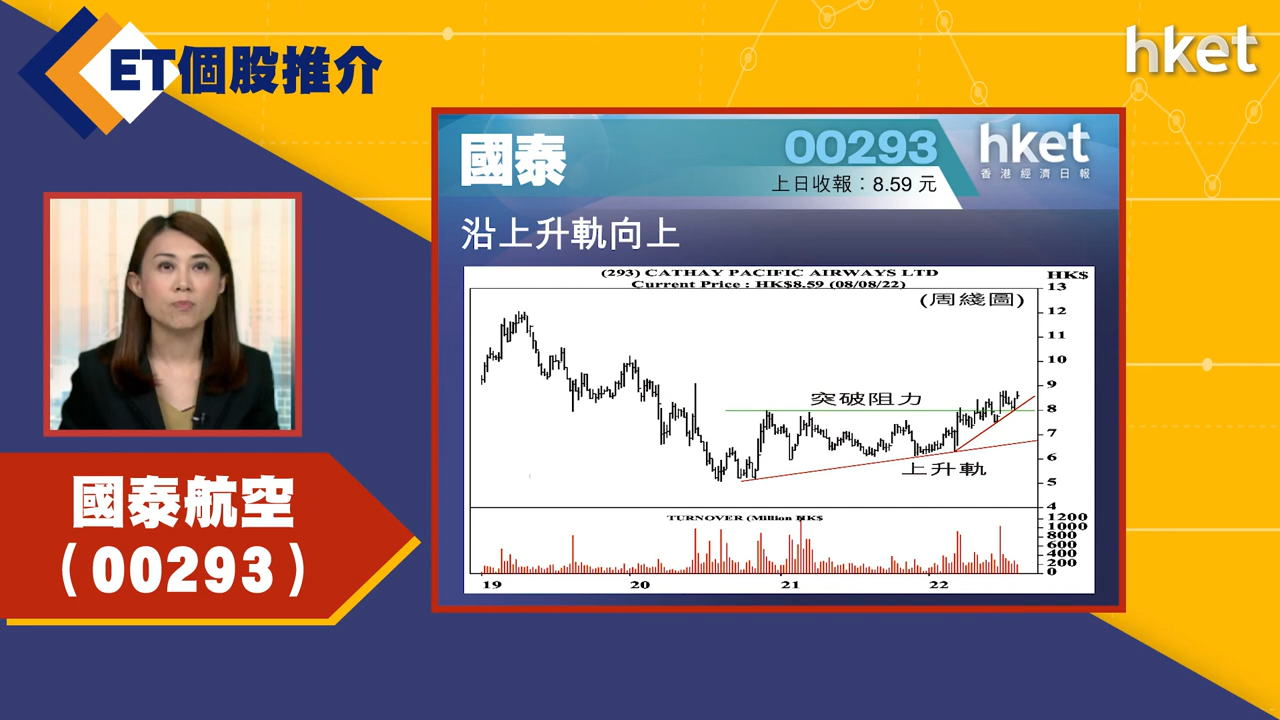 ET個股推介
hket
國泰
00293
上日收報：8.59 元
hket
香港經濟日報
沿上升軌向上
(293) CATHAY PACIFIC AIRWAYS LTD
Current Price : HK$8.59 (08/08/22)
HK$
(周綫圖)
13
12
11
10
9
8
7
6
5
4
突破阻力
上升軌
TURNOVER (Million HK$
1200
1000
800
600
400
200
0
19
20
21
22
國泰航空
(00293)